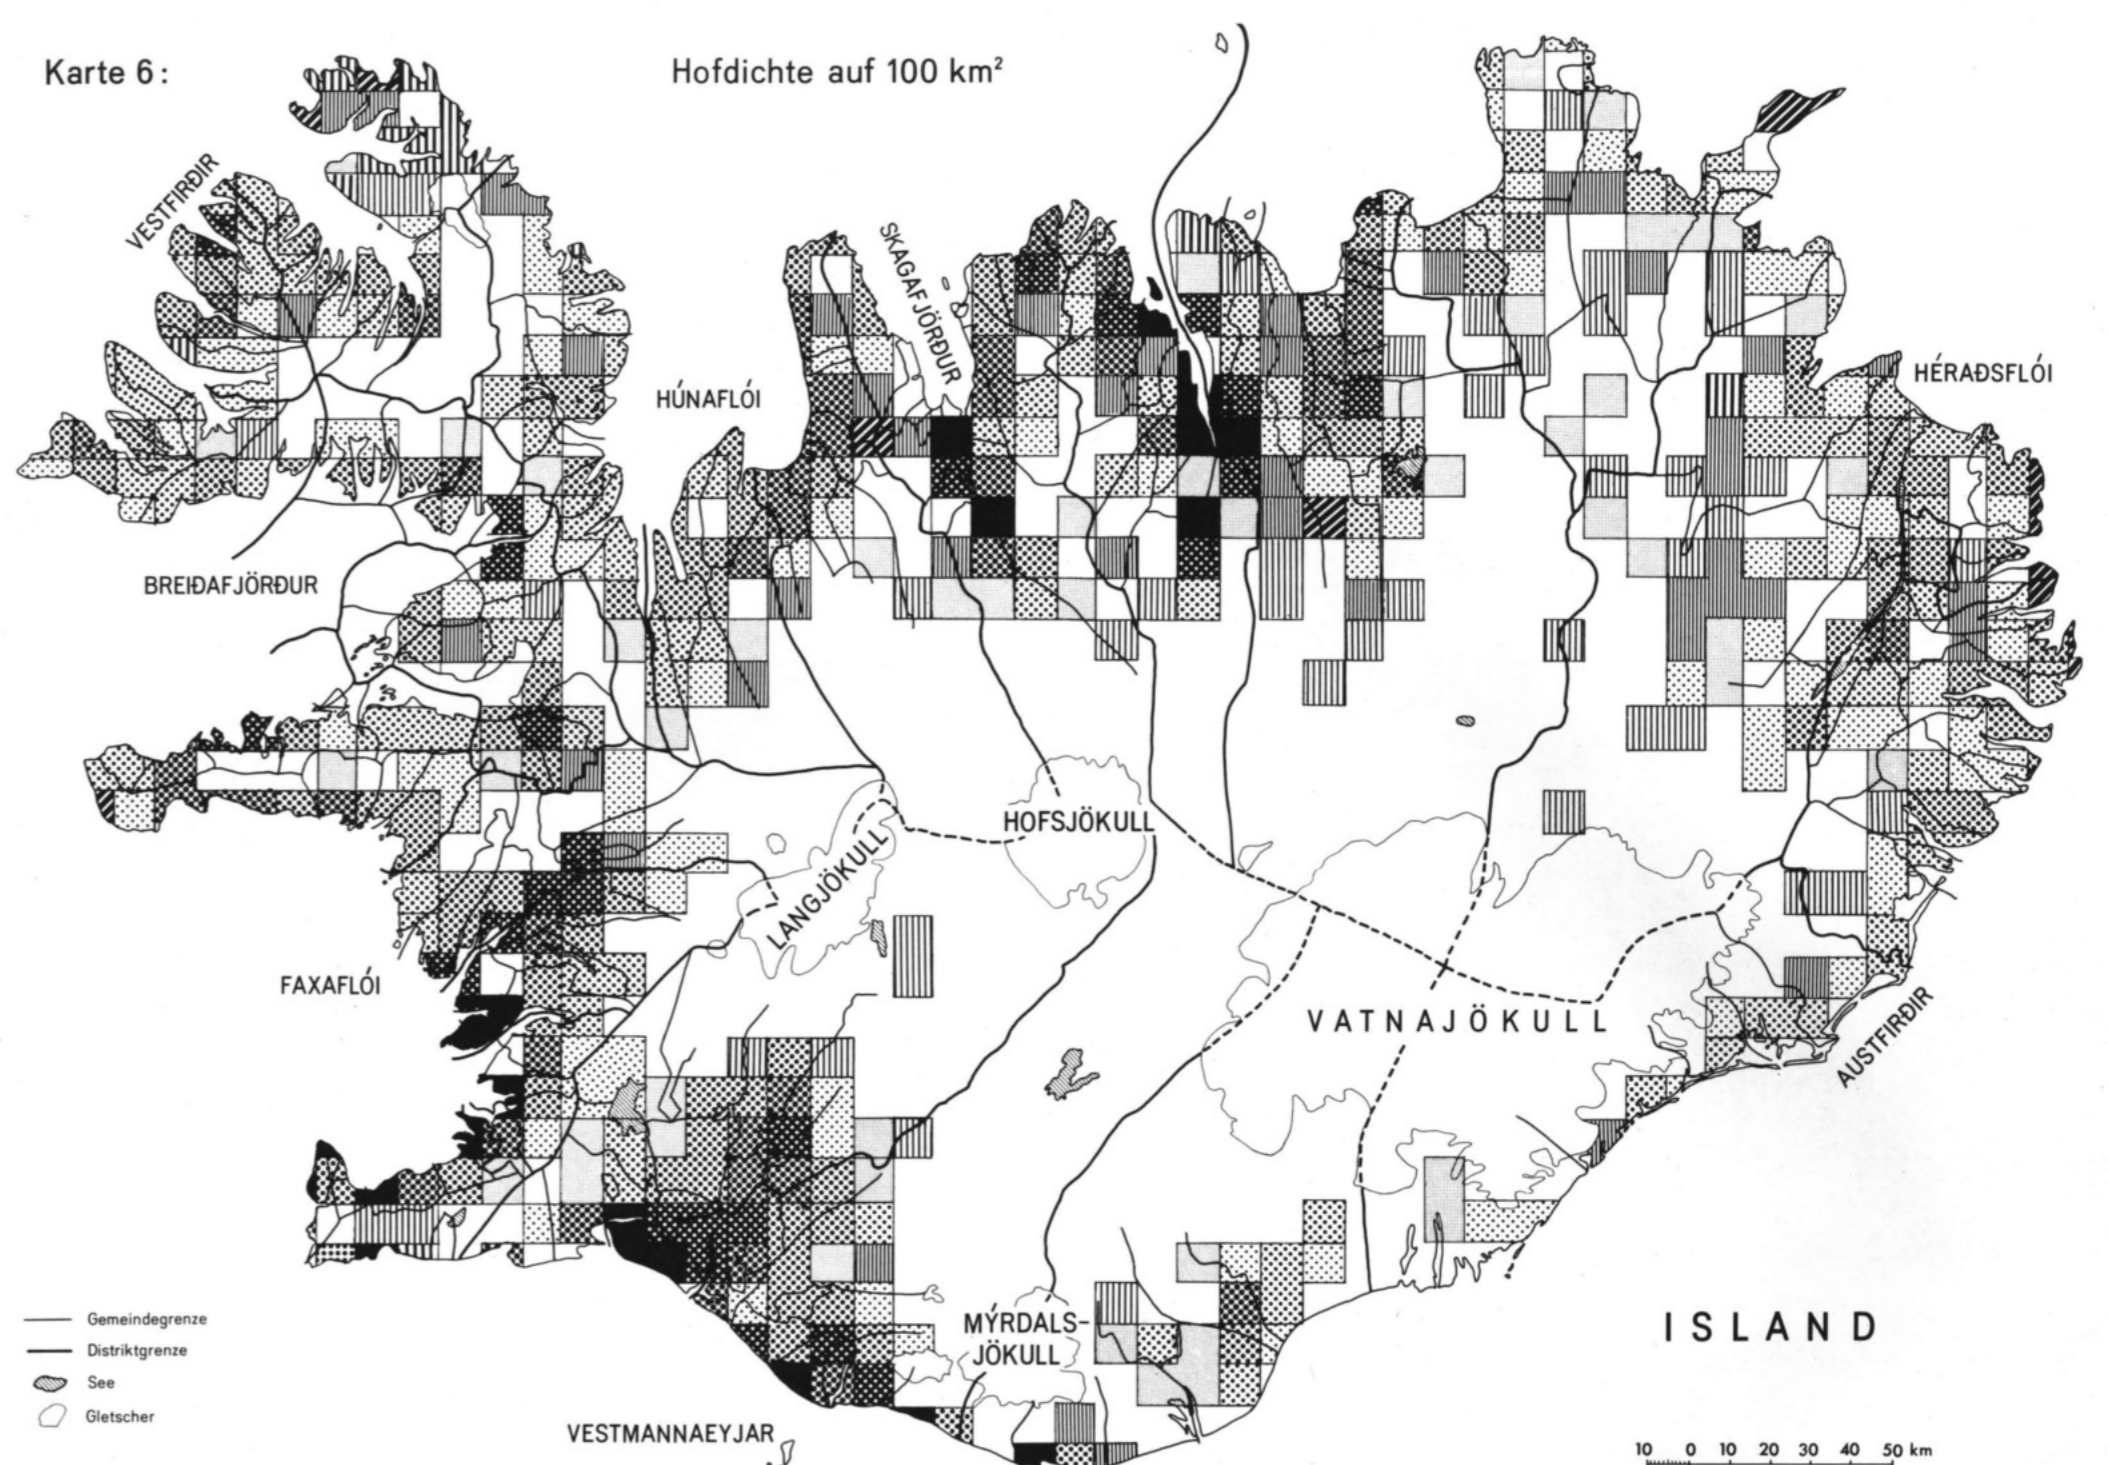 Karte 6:
Hofdichte auf 100 km²
VESTFIRÐIR
SKAGAFJÖRÐUR
HÚNAFLÓI
HÉRAÐSFLÓI
BREIÐAFJÖRÐUR
HOFSJÖKULL
LANGJÖKULL
FAXAFLÓI
VATNAJÖKULL
AUSTFIRÐIR
MÝRDALS-
JÖKULL
ISLAND
Gemeindegrenze
Distriktgrenze
See
Gletscher
VESTMANNAEYJAR
10 0 10 20 30 40 50 km